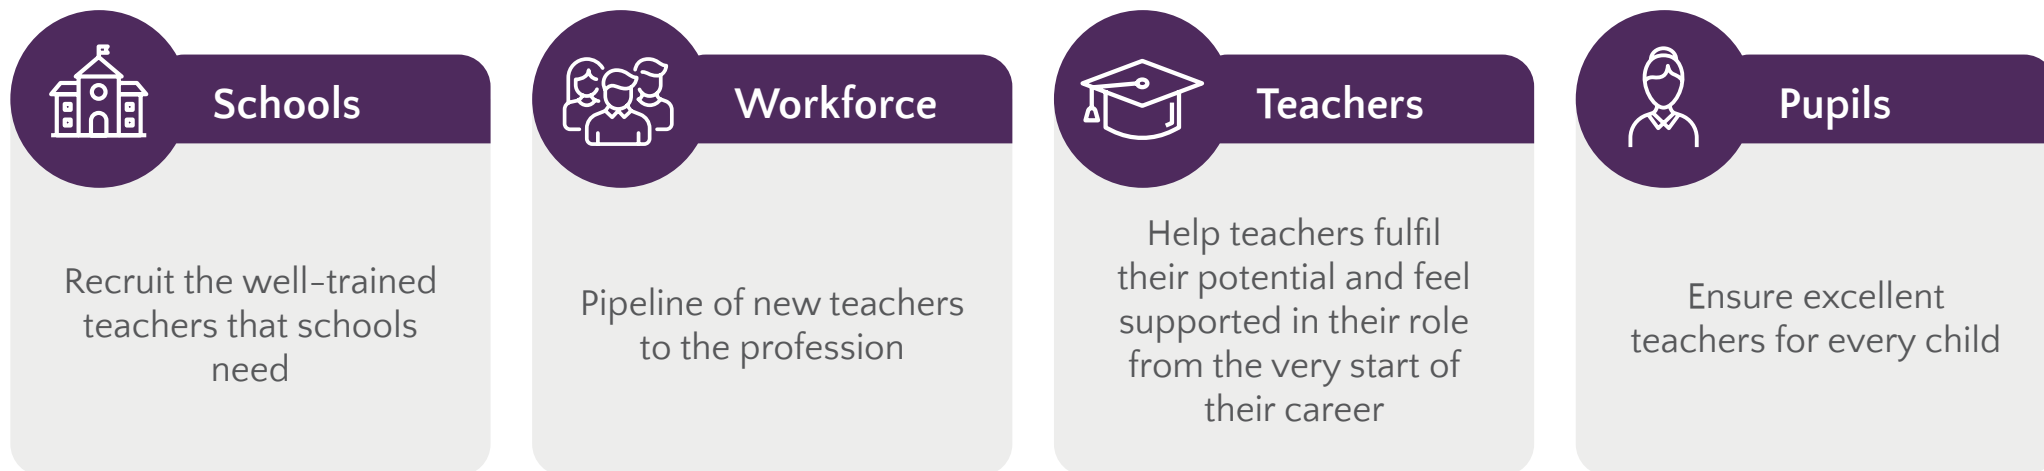 Schools
Recruit the well-trained
teachers that schools
need
Workforce
Pipeline of new teachers
to the profession
Teachers
Help teachers fulfil
their potential and feel
supported in their role
from the very start of
their career
Pupils
Ensure excellent
teachers for every child